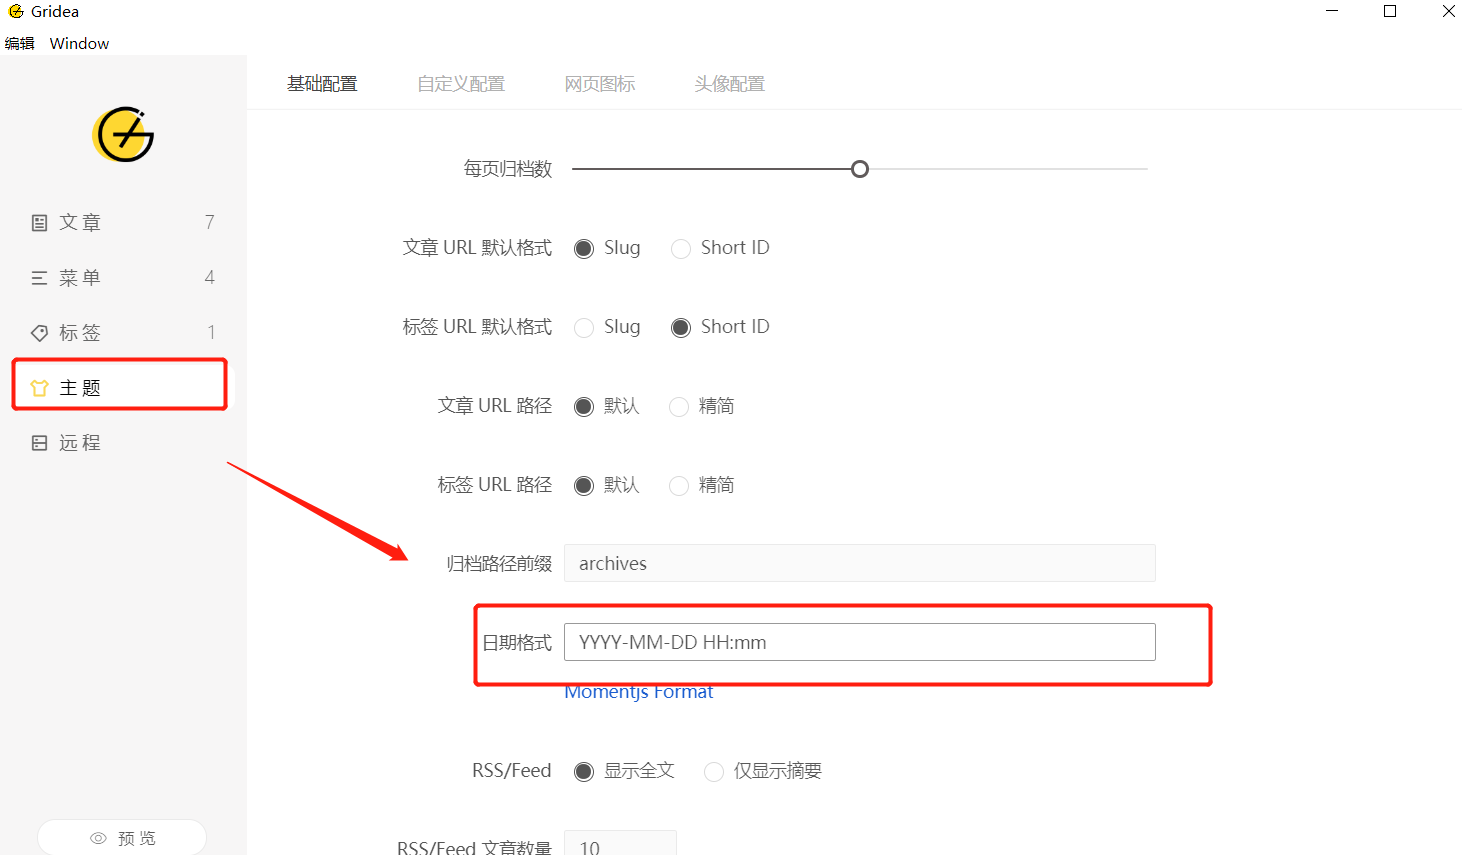 Gridea
编辑 Window
基础配置 自定义配置 网页图标 头像配置
每页归档数
文章 7
文章 URL 默认格式 Slug Short ID
菜单 4
标签 1
标签 URL 默认格式 Slug Short ID
主题
文章 URL 路径 默认 精简
远程
标签 URL 路径 默认 精简
归档路径前缀 archives
日期格式 YYYY-MM-DD HH:mm
Momentjs Format
RSS/Feed 显示全文 仅显示摘要
预览
RSS/Feed 文章数量 10